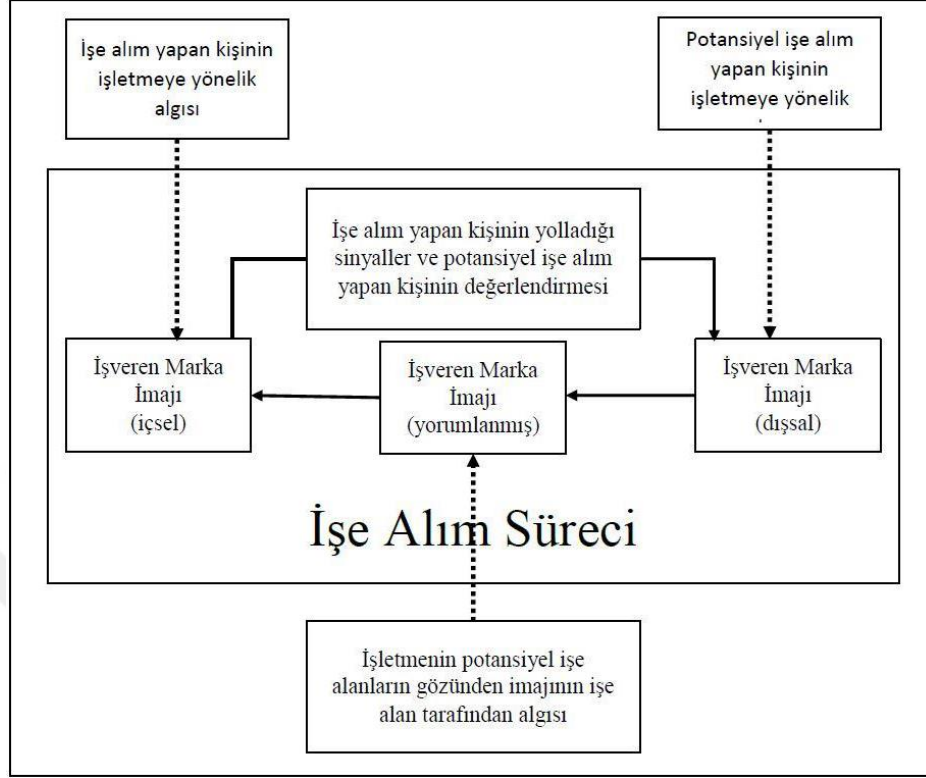 İşe alım yapan kişinin
işletmeye yönelik
algısı
Potansiyel işe alım
yapan kişinin
işletmeye yönelik
İşe alım yapan kişinin yolladığı
sinyaller ve potansiyel işe alım
yapan kişinin değerlendirmesi
İşveren Marka
İmajı
(içsel)
İşveren Marka
İmajı
(yorumlanmış)
İşveren Marka
İmajı
(dışsal)
İşe Alım Süreci
İşletmenin potansiyel işe
alanların gözünden imajının işe
alan tarafından algısı